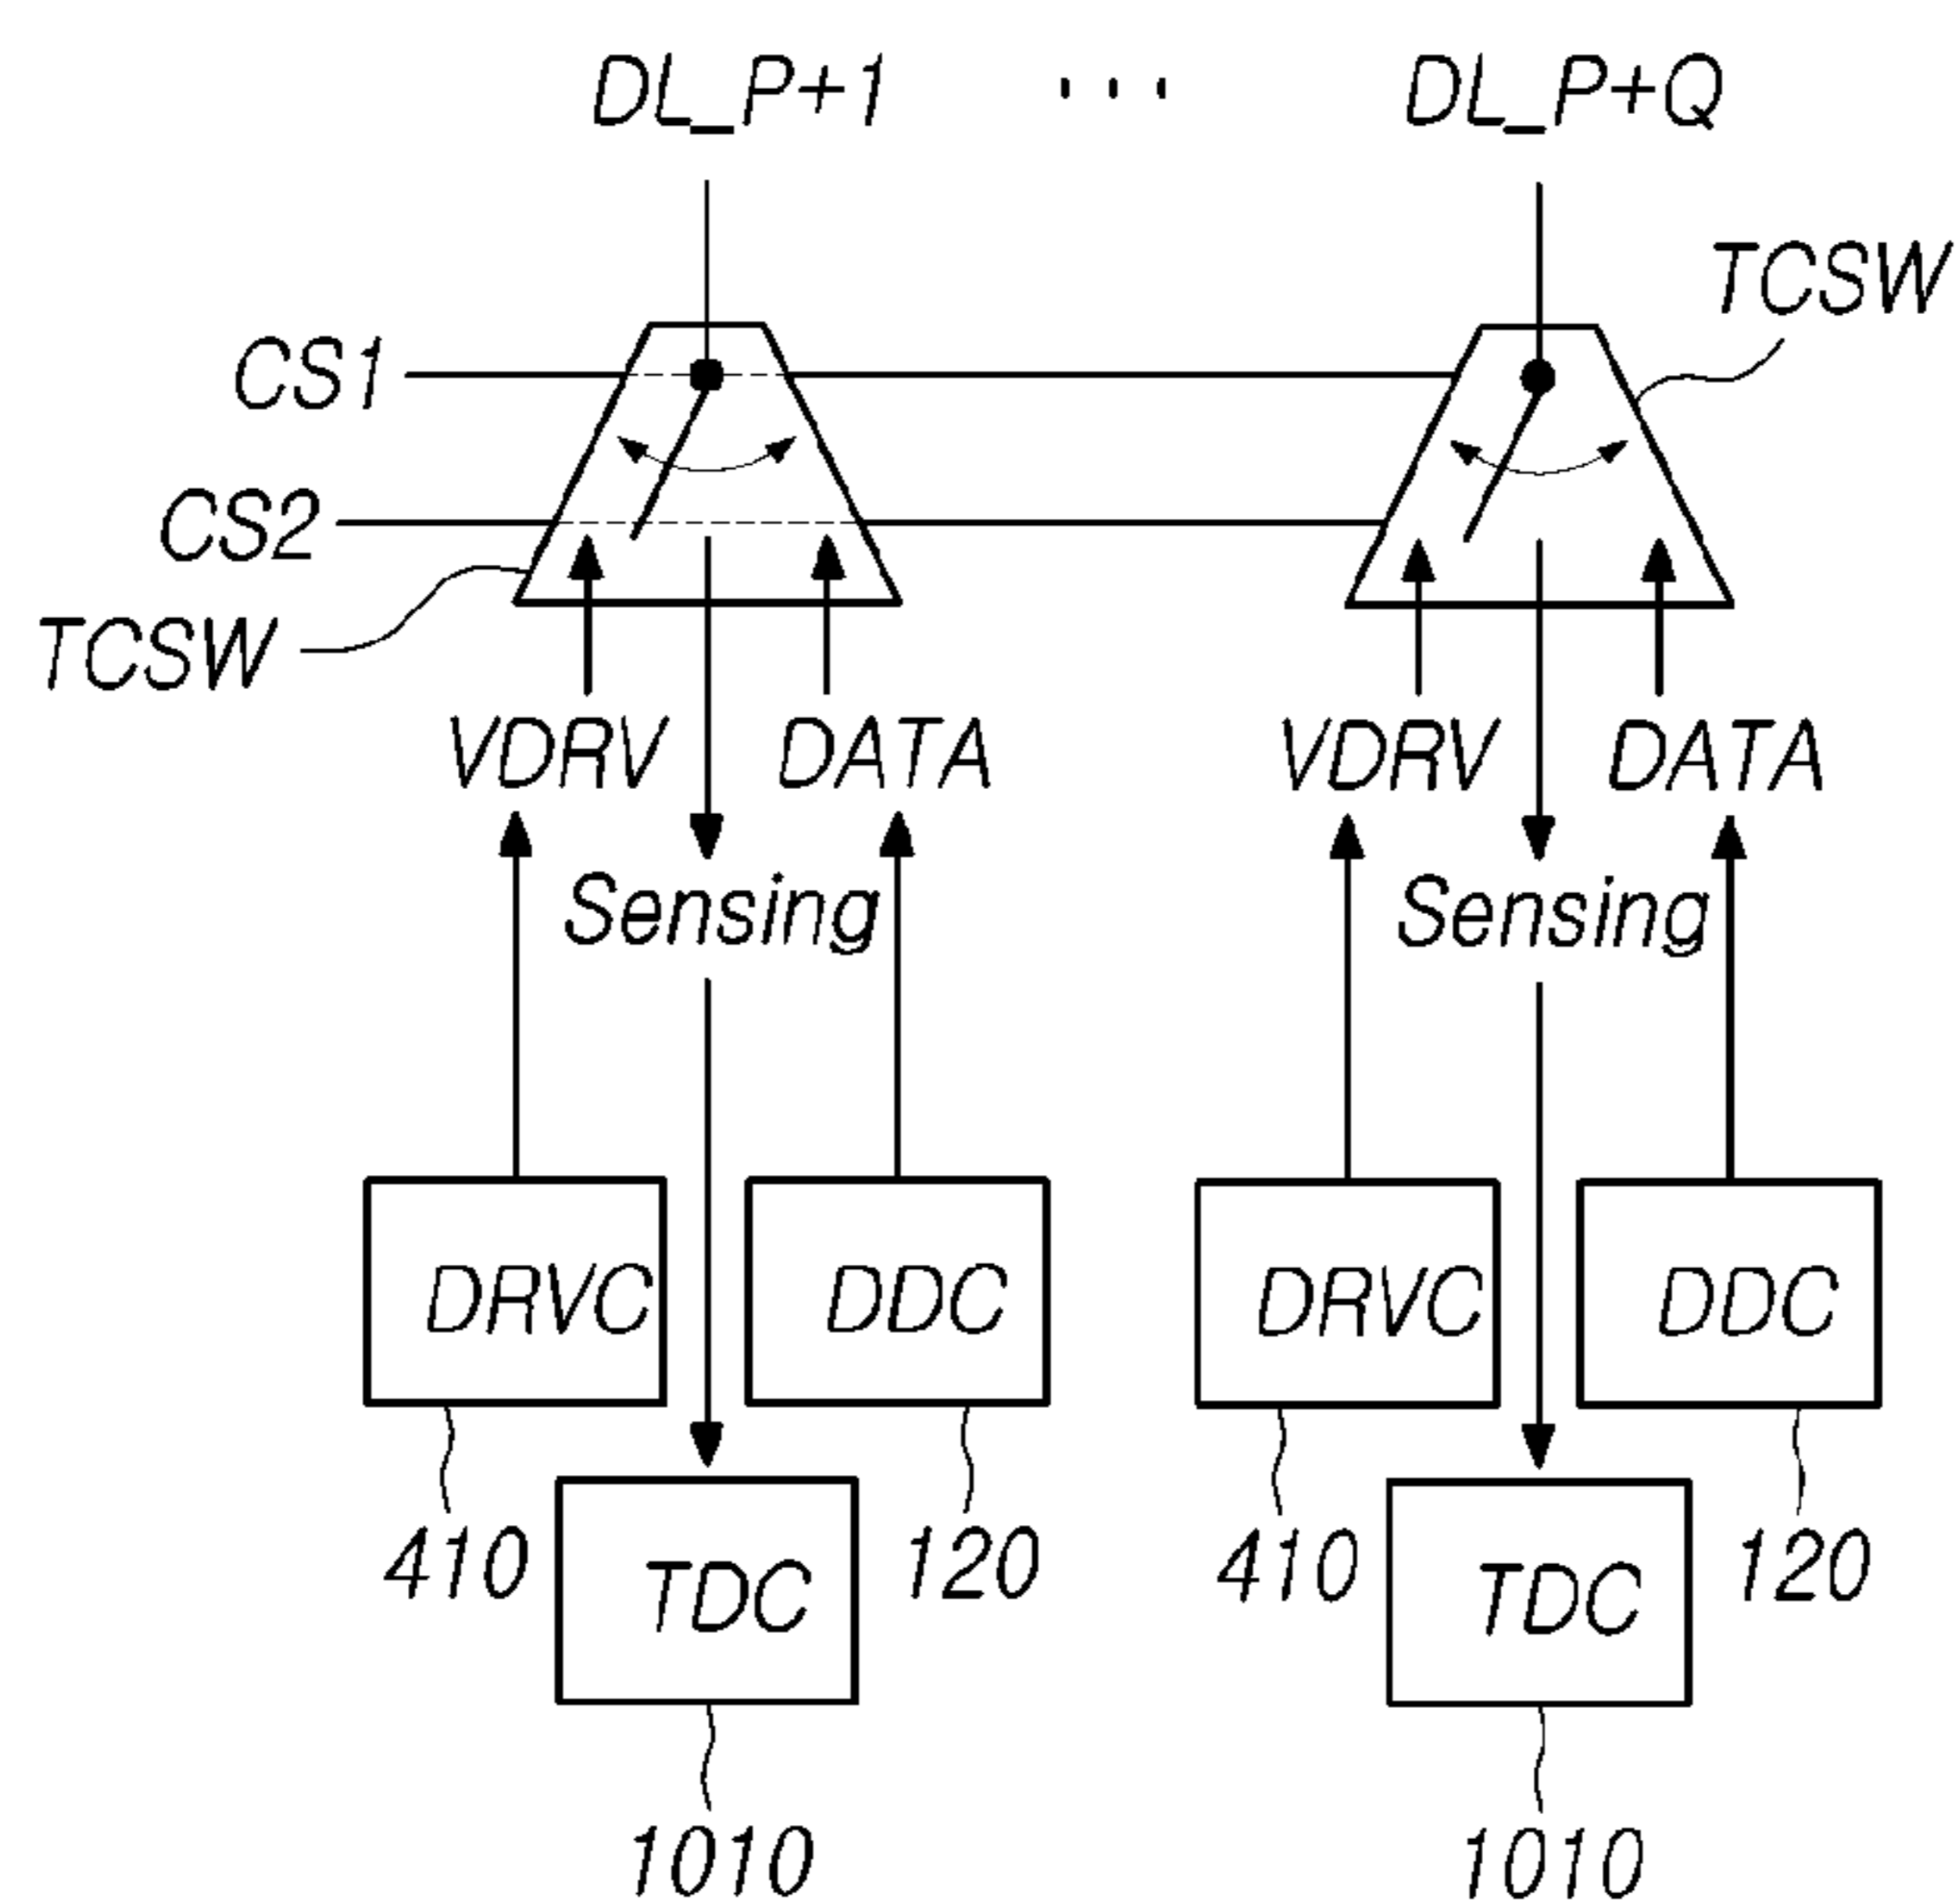 DL_P+1 ... DL_P+Q
TCSW
CS1
CS2
TCSW
VDRV DATA VDRV DATA
Sensing Sensing
DRVC DDC DRVC DDC
410 120 410 120
TDC TDC
1010 1010